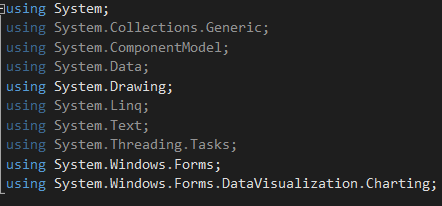 using System;
using System.Collections.Generic;
using System.ComponentModel;
using System.Data;
using System.Drawing;
using System.Linq;
using System.Text;
using System.Threading.Tasks;
using System.Windows.Forms;
using System.Windows.Forms.DataVisualization.Charting;